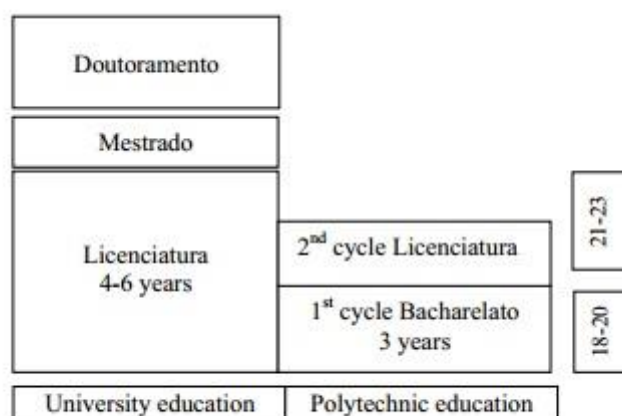 Doutoramento
Mestrado
Licenciatura
4-6 years
2nd cycle Licenciatura
1st cycle Bacharelato
3 years
21-23
18-20
University education
Polytechnic education